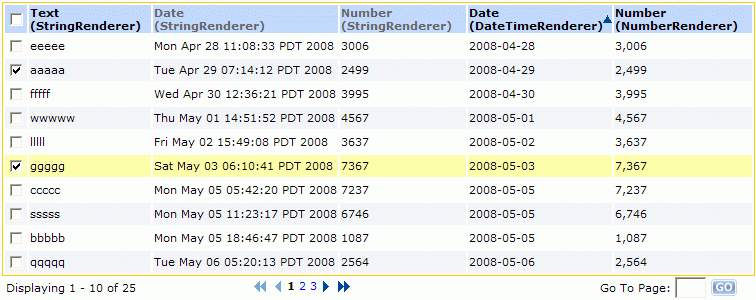 Text Date Number Date Number
(StringRenderer) (StringRenderer) (StringRenderer) (DateTimeRenderer) (NumberRenderer)
eeeee Mon Apr 28 11:08:33 PDT 2008 3006 2008-04-28 3,006
aaaaa Tue Apr 29 07:14:12 PDT 2008 2499 2008-04-29 2,499
fffff Wed Apr 30 12:36:21 PDT 2008 3995 2008-04-30 3,995
wwwww Thu May 01 14:51:52 PDT 2008 4567 2008-05-01 4,567
lllll Fri May 02 15:49:08 PDT 2008 3637 2008-05-02 3,637
ggggg Sat May 03 06:10:41 PDT 2008 7367 2008-05-03 7,367
ccccc Mon May 05 05:42:20 PDT 2008 7237 2008-05-05 7,237
sssss Mon May 05 11:23:17 PDT 2008 6746 2008-05-05 6,746
bbbbb Mon May 05 18:46:47 PDT 2008 1087 2008-05-05 1,087
qqqqq Tue May 06 05:20:13 PDT 2008 2564 2008-05-06 2,564
Displaying 1 - 10 of 25 1 2 3 Go To Page: GO